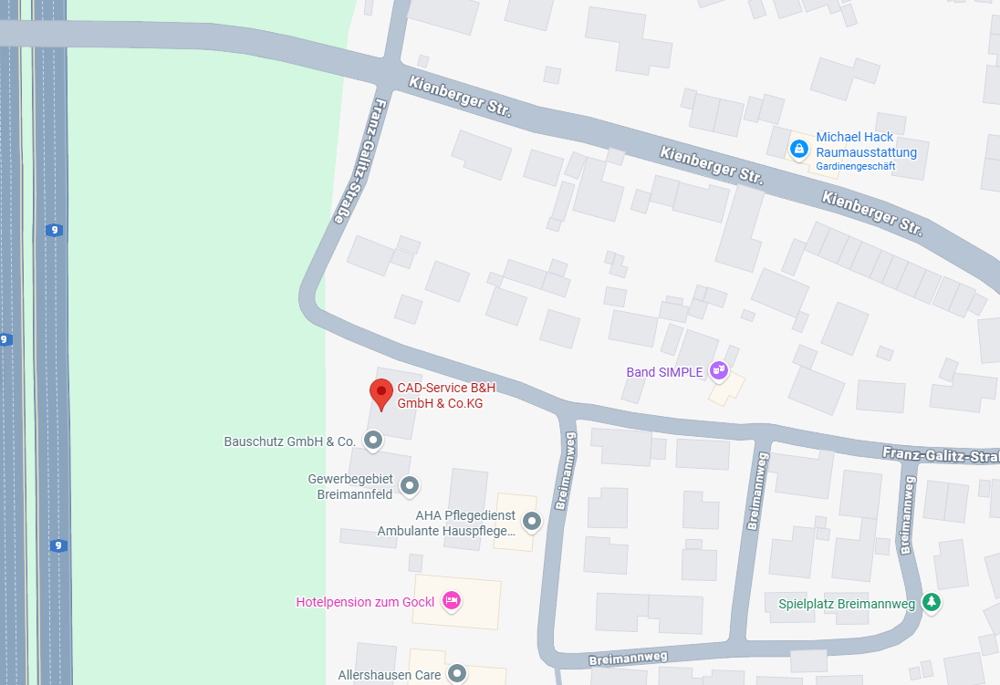 Kienberger Str.
Franz-Galitz-Straße
Michael Hack
Raumausstattung
Gardinengeschäft
Kienberger Str.
Kienberger Str.
9
9
Band SIMPLE
CAD-Service B&H
GmbH & Co.KG
Bauschutz GmbH & Co.
Franz-Galitz-Straß
Breimannweg
Breimannweg
Breimannweg
Gewerbegebiet
Breimannfeld
AHA Pflegedienst
Ambulante Hauspflege...
9
Hotelpension zum Gockl
Spielplatz Breimannweg
Breimannweg
Allershausen Care